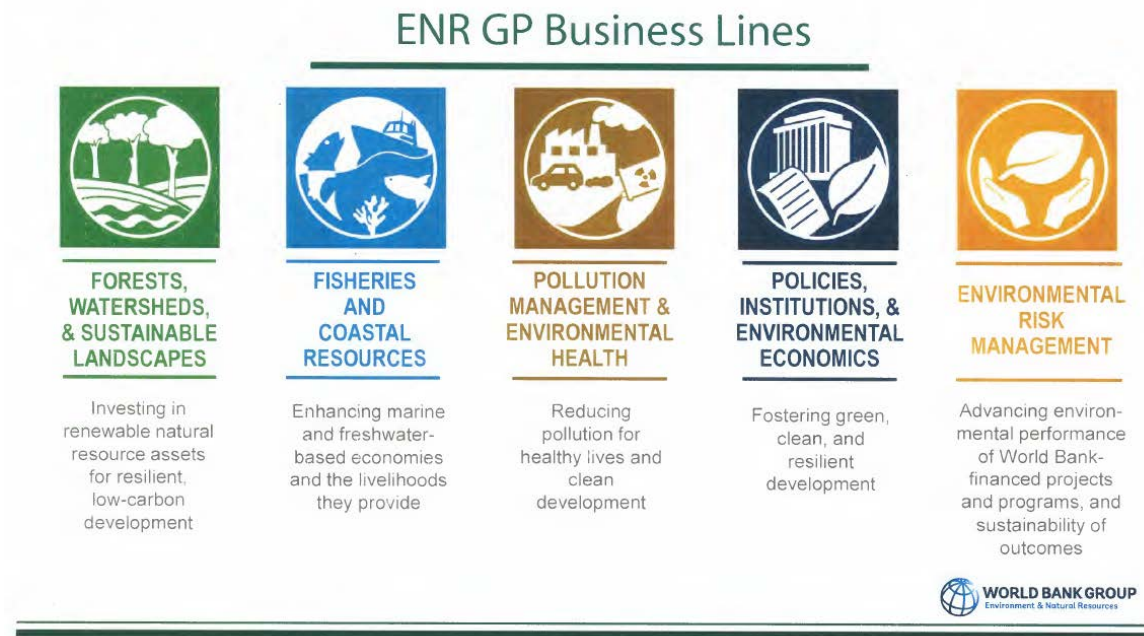 ENR GP Business Lines
FORESTS,
WATERSHEDS,
& SUSTAINABLE
LANDSCAPES
Investing in
renewable natural
resource assets
for resilient,
low-carbon
development
FISHERIES
AND
COASTAL
RESOURCES
Enhancing marine
and freshwater-
based economies
and the livelihoods
they provide
POLLUTION
MANAGEMENT &
ENVIRONMENTAL
HEALTH
Reducing
pollution for
healthy lives and
clean
development
POLICIES,
INSTITUTIONS, &
ENVIRONMENTAL
ECONOMICS
Fostering green,
clean, and
resilient
development
ENVIRONMENTAL
RISK
MANAGEMENT
Advancing environ-
mental performance
of World Bank-
financed projects
and programs, and
sustainability of
outcomes
WORLD BANK GROUP
Environment & Natural Resources